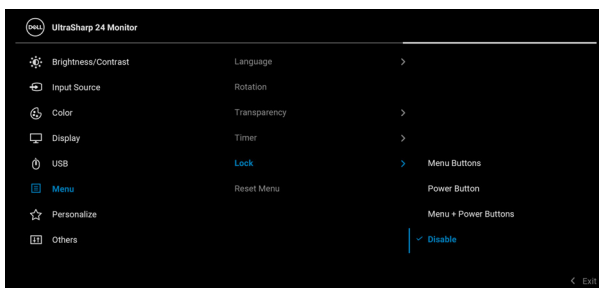 DELL UltraSharp 24 Monitor
Brightness/Contrast Language >
Input Source Rotation
Color Transparency >
Display Timer >
USB Lock > Menu Buttons
Menu Reset Menu Power Button
Personalize Menu + Power Buttons
Others ✓ Disable
< Exit